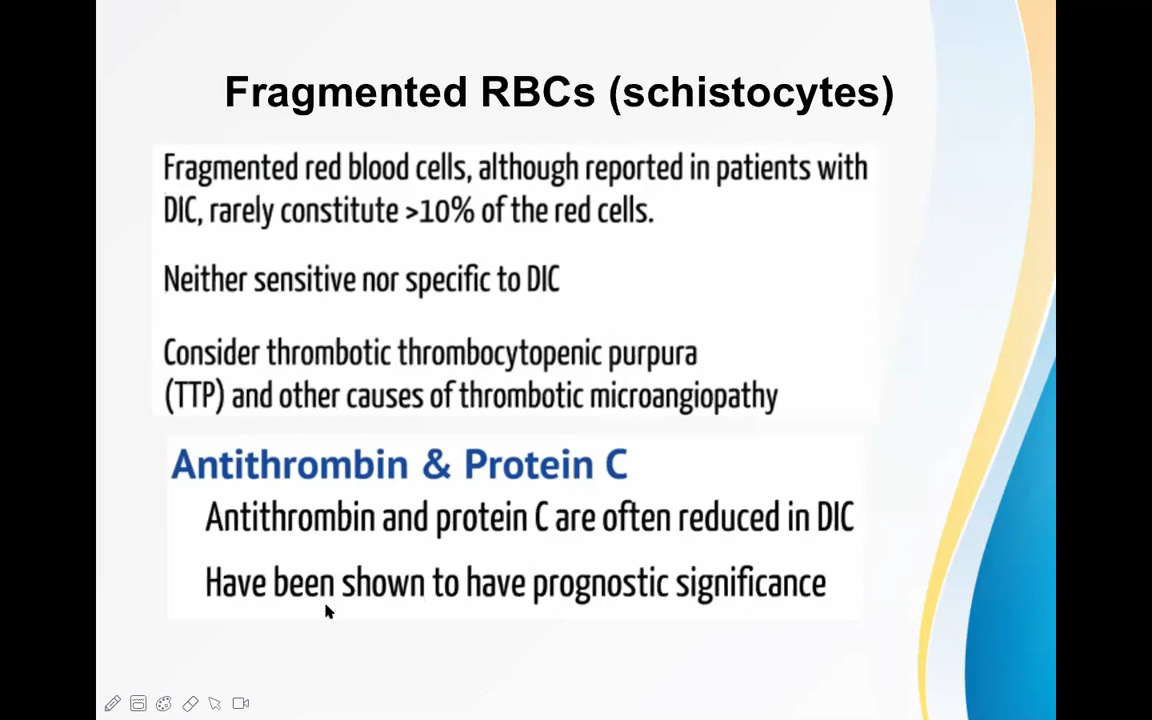 Fragmented RBCs (schistocytes)
Fragmented red blood cells, although reported in patients with
DIC, rarely constitute >10% of the red cells.
Neither sensitive nor specific to DIC
Consider thrombotic thrombocytopenic purpura
(TTP) and other causes of thrombotic microangiopathy
Antithrombin & Protein C
Antithrombin and protein C are often reduced in DIC
Have been shown to have prognostic significance